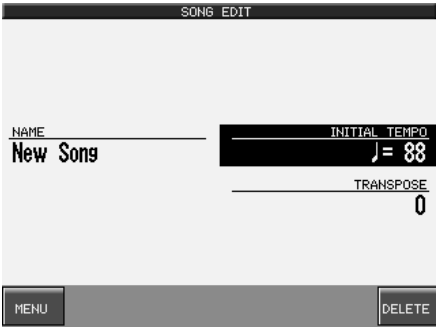 SONG EDIT
NAME
New Song
INITIAL TEMPO
♩= 88
TRANSPOSE
0
MENU
DELETE